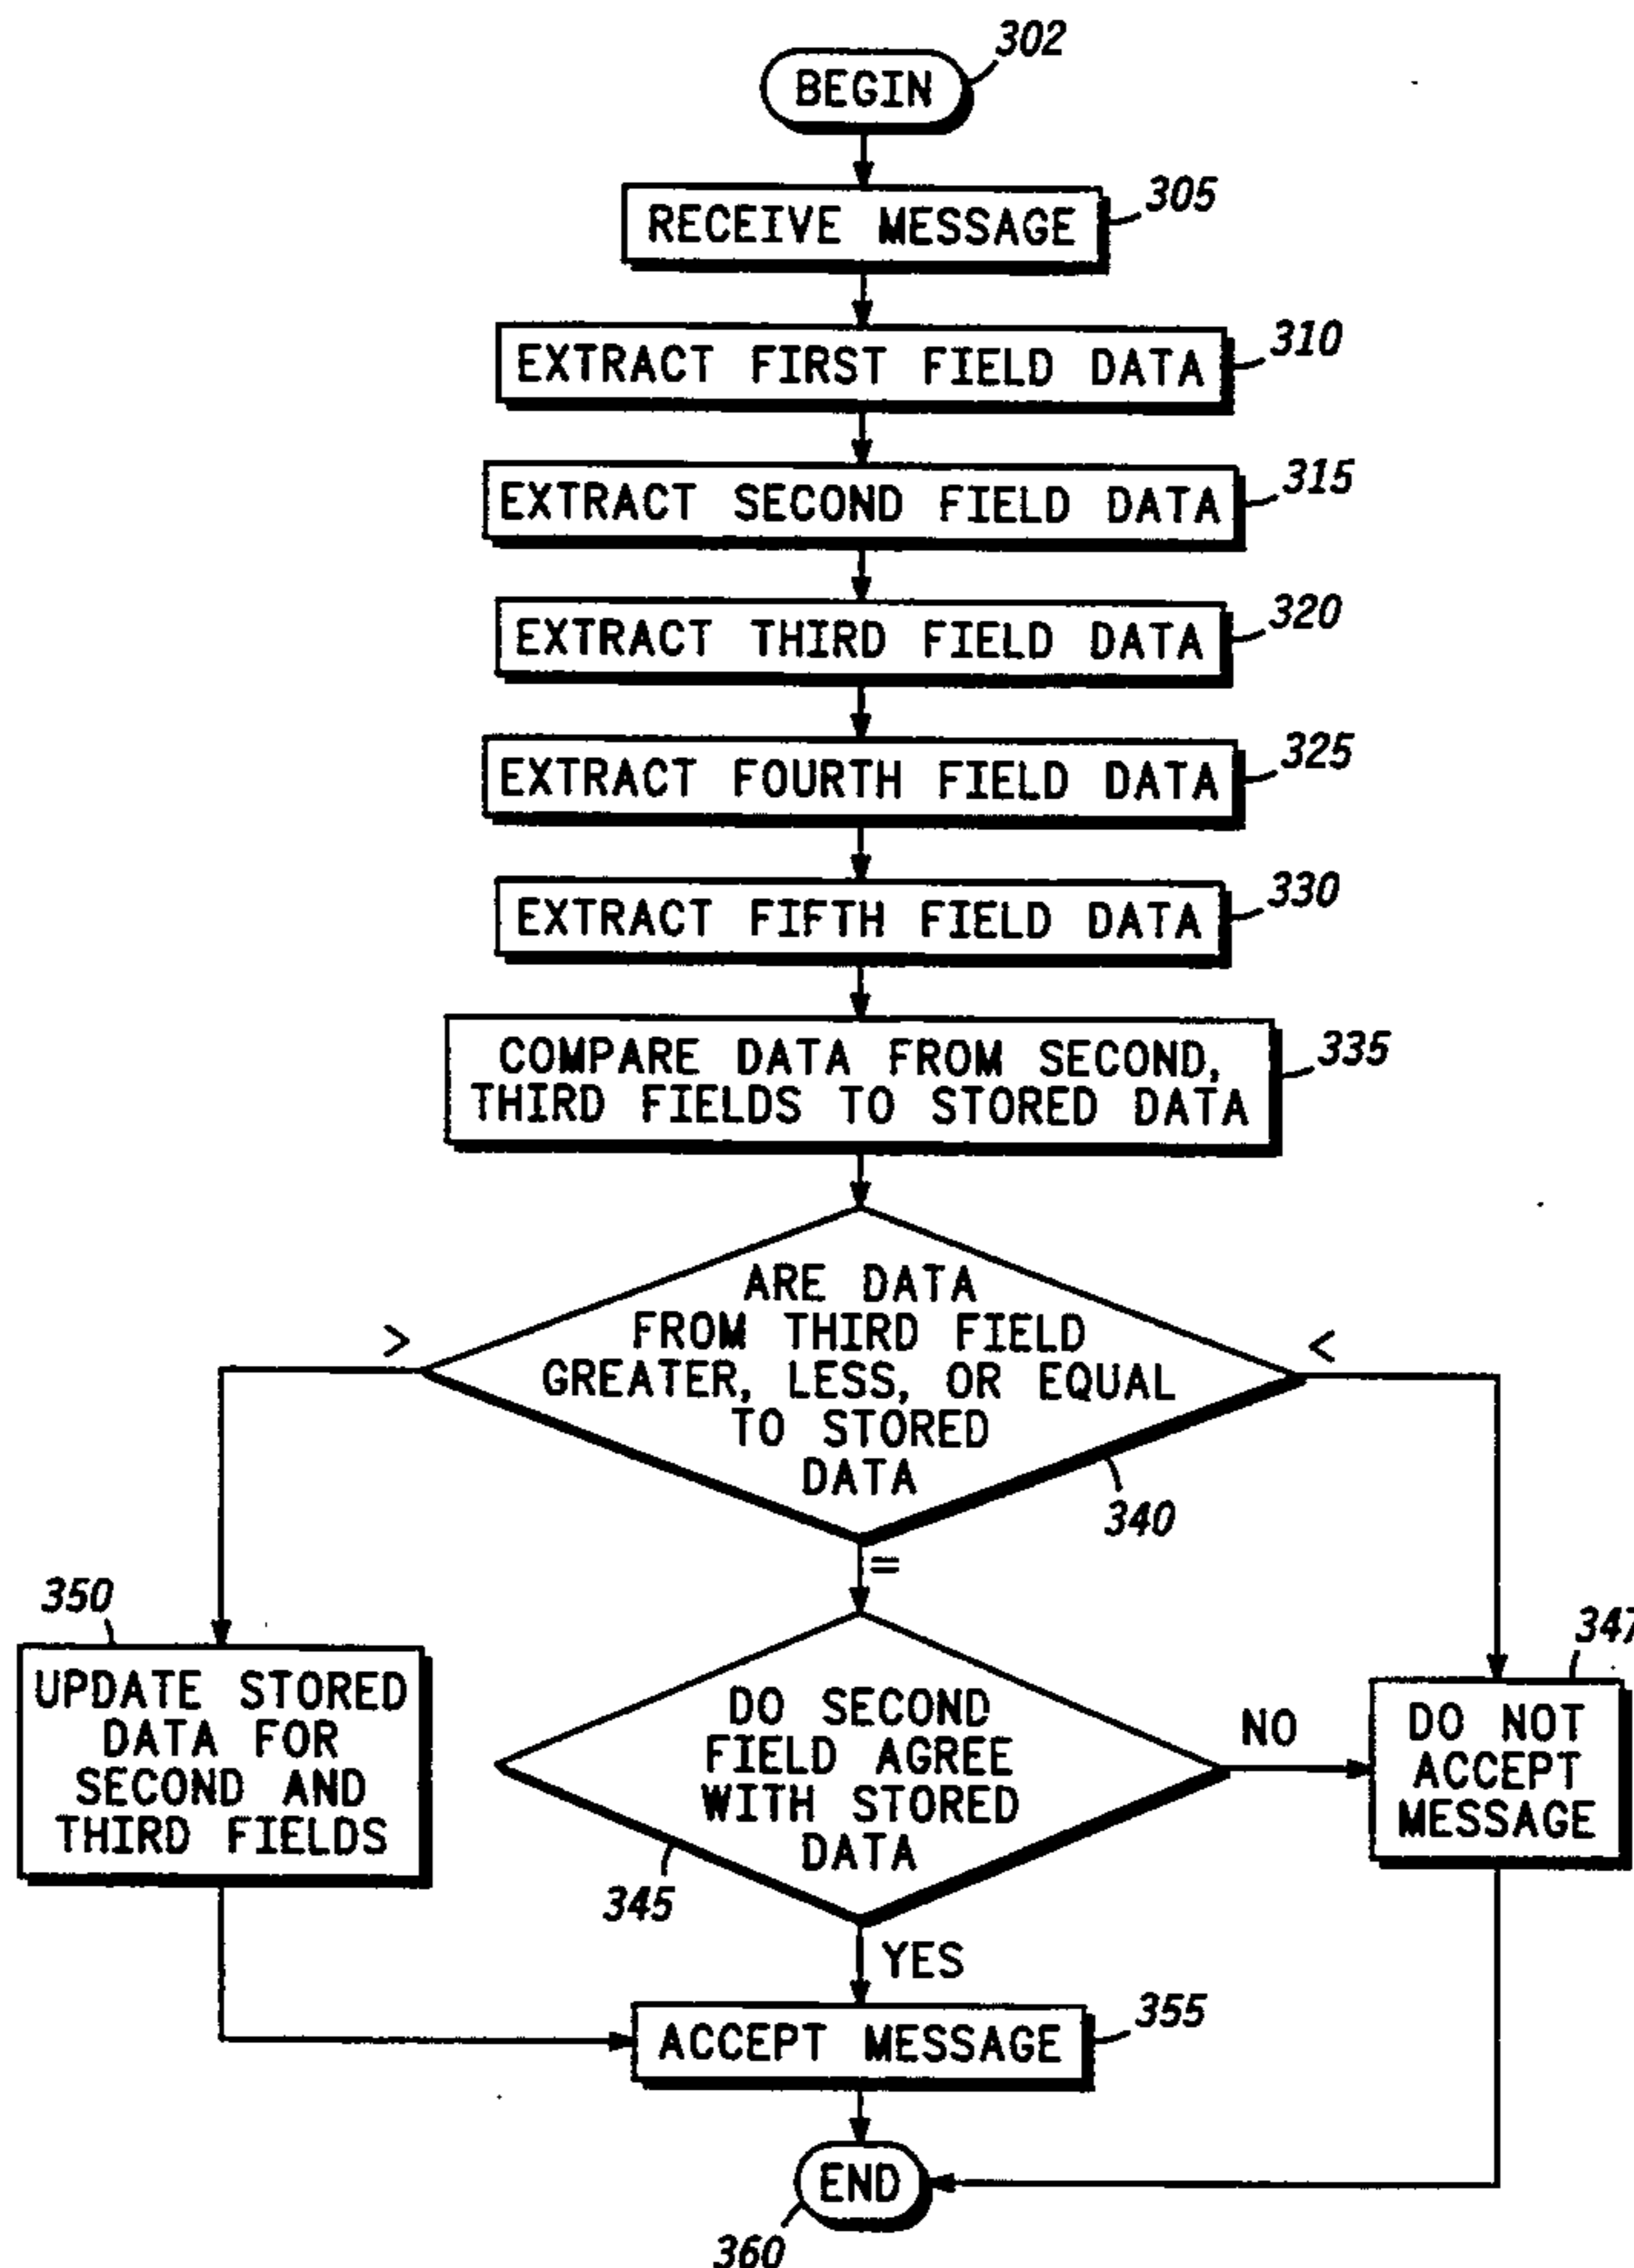 302
BEGIN
305
RECEIVE MESSAGE
310
EXTRACT FIRST FIELD DATA
315
EXTRACT SECOND FIELD DATA
320
EXTRACT THIRD FIELD DATA
325
EXTRACT FOURTH FIELD DATA
330
EXTRACT FIFTH FIELD DATA
335
COMPARE DATA FROM SECOND,
THIRD FIELDS TO STORED DATA
ARE DATA
FROM THIRD FIELD
GREATER, LESS, OR EQUAL
TO STORED
DATA
>
<
340
=
350
UPDATE STORED
DATA FOR
SECOND AND
THIRD FIELDS
DO SECOND
FIELD AGREE
WITH STORED
DATA
345
NO
347
DO NOT
ACCEPT
MESSAGE
YES
355
ACCEPT MESSAGE
END
360